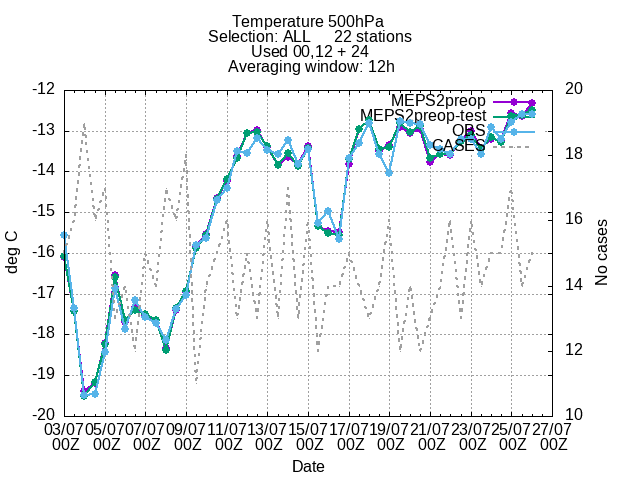 Temperature 500hPa
Selection: ALL 22 stations
Used 00,12 + 24
Averaging window: 12h
MEPS2preop
MEPS2preop-test
OBS
CASES
deg C
-12
-13
-14
-15
-16
-17
-18
-19
-20
No cases
20
18
16
14
12
10
03/07 05/07 07/07 09/07 11/07 13/07 15/07 17/07 19/07 21/07 23/07 25/07 27/07
00Z 00Z 00Z 00Z 00Z 00Z 00Z 00Z 00Z 00Z 00Z 00Z 00Z
Date